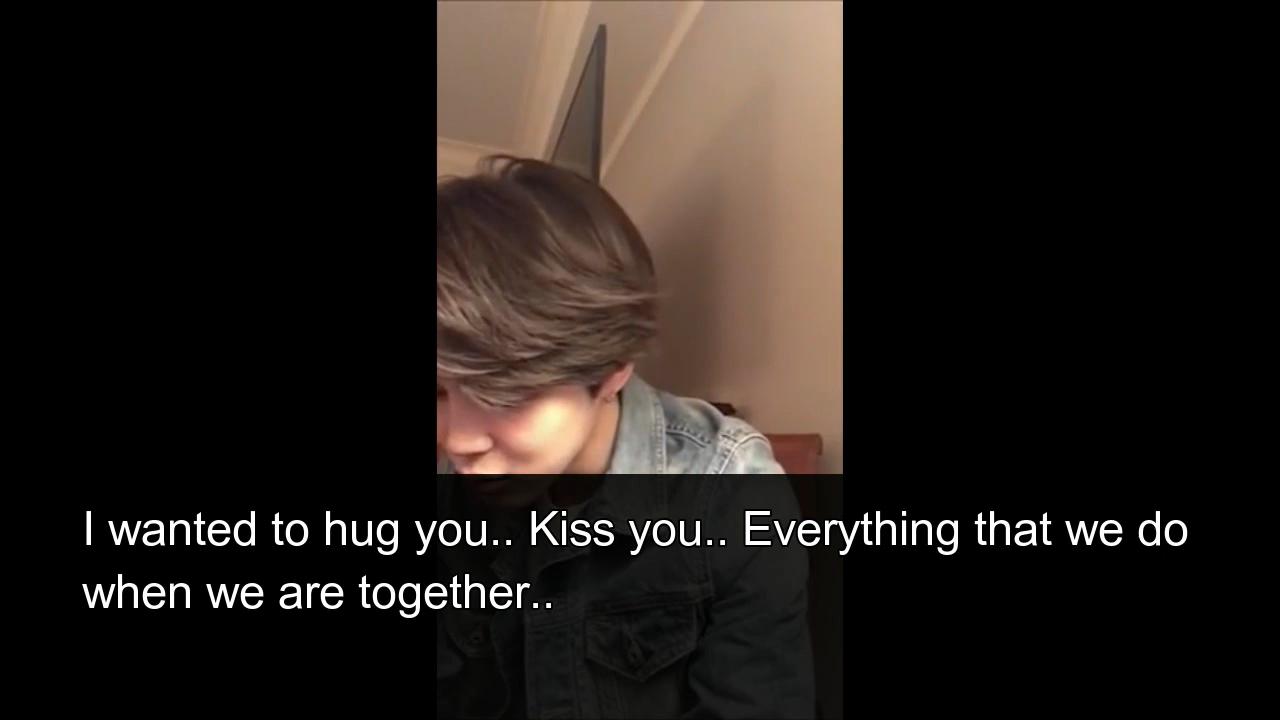 I wanted to hug you.. Kiss you.. Everything that we do
when we are together..